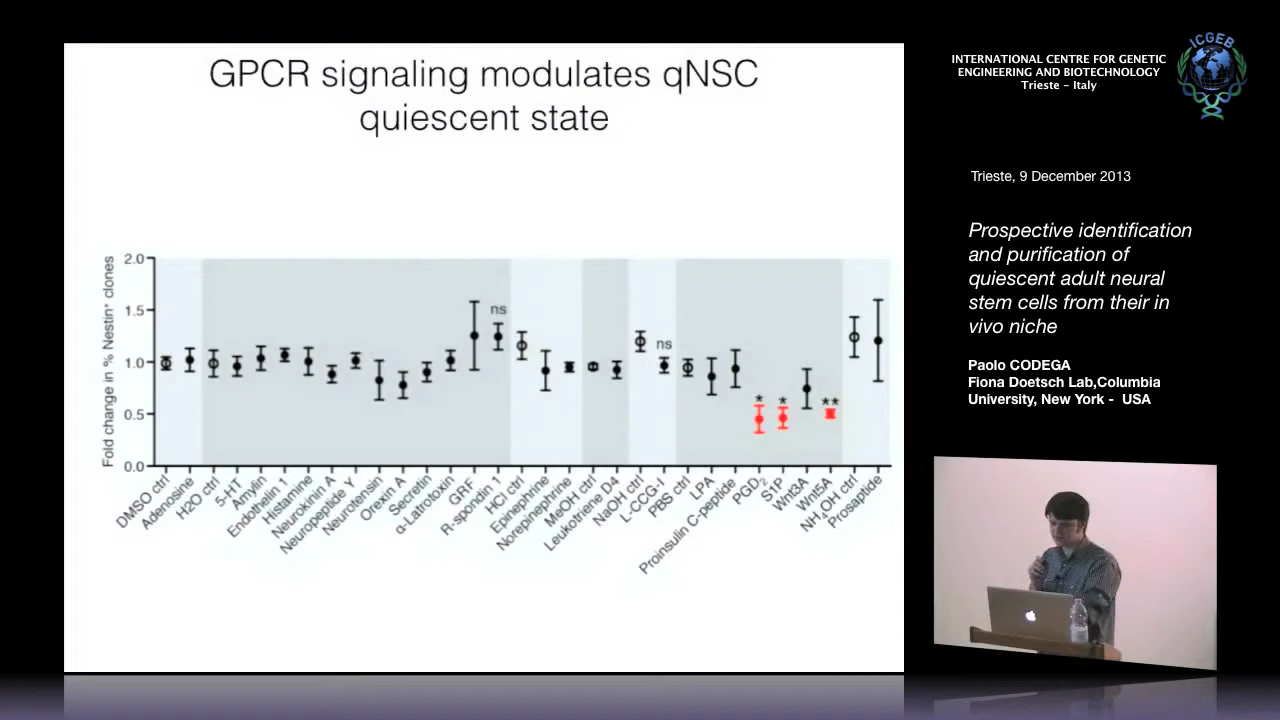 GPCR signaling modulates qNSC
quiescent state
Fold change in % Nestin⁺ clones
2.0
1.5
1.0
0.5
0.0
ns
ns
*
*
**
DMSO ctrl
Adenosine
H2O ctrl
5-HT
Amylin
Endothelin 1
Histamine
Neurokinin A
Neuropeptide Y
Neurotensin
Orexin A
Secretin
α-Latrotoxin
GRF
R-spondin 1
HCl ctrl
Epinephrine
Norepinephrine
MeOH ctrl
Leukotriene D4
NaOH ctrl
L-CCG-I
PBS ctrl
LPA
Proinsulin C-peptide
PGD₂
S1P
Wnt3A
Wnt5A
NH₄OH ctrl
Prosaptide
INTERNATIONAL CENTRE FOR GENETIC
ENGINEERING AND BIOTECHNOLOGY
Trieste - Italy
ICGEB
Trieste, 9 December 2013
Prospective identification
and purification of
quiescent adult neural
stem cells from their in
vivo niche
Paolo CODEGA
Fiona Doetsch Lab,Columbia
University, New York - USA